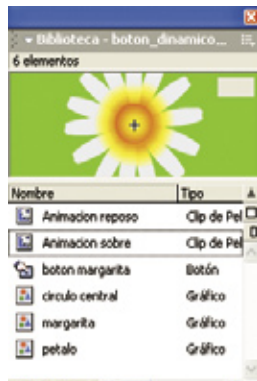 Biblioteca - boton_dinamico...
6 elementos
Nombre Tipo
Animacion reposo Clip de Pel
Animacion sobre Clip de Pel
boton margarita Botón
circulo central Gráfico
margarita Gráfico
petalo Gráfico